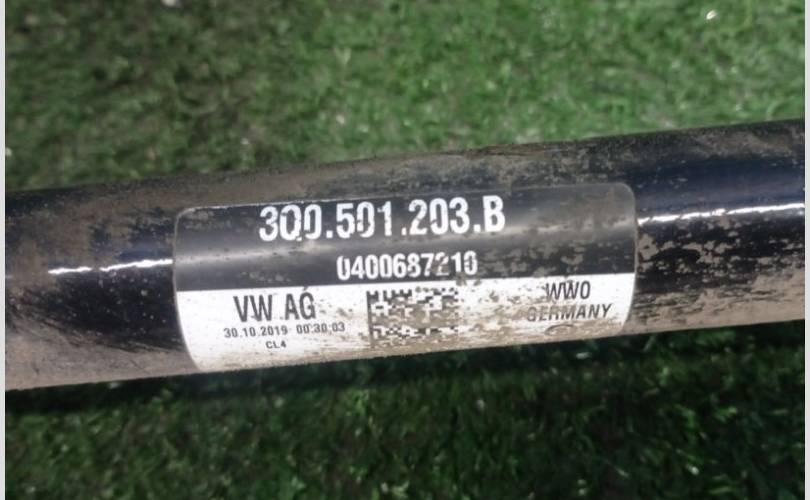 3Q0.501.203.B
0400687210
VW AG
30.10.2019 00:30:03
CL4
WWO
GERMANY